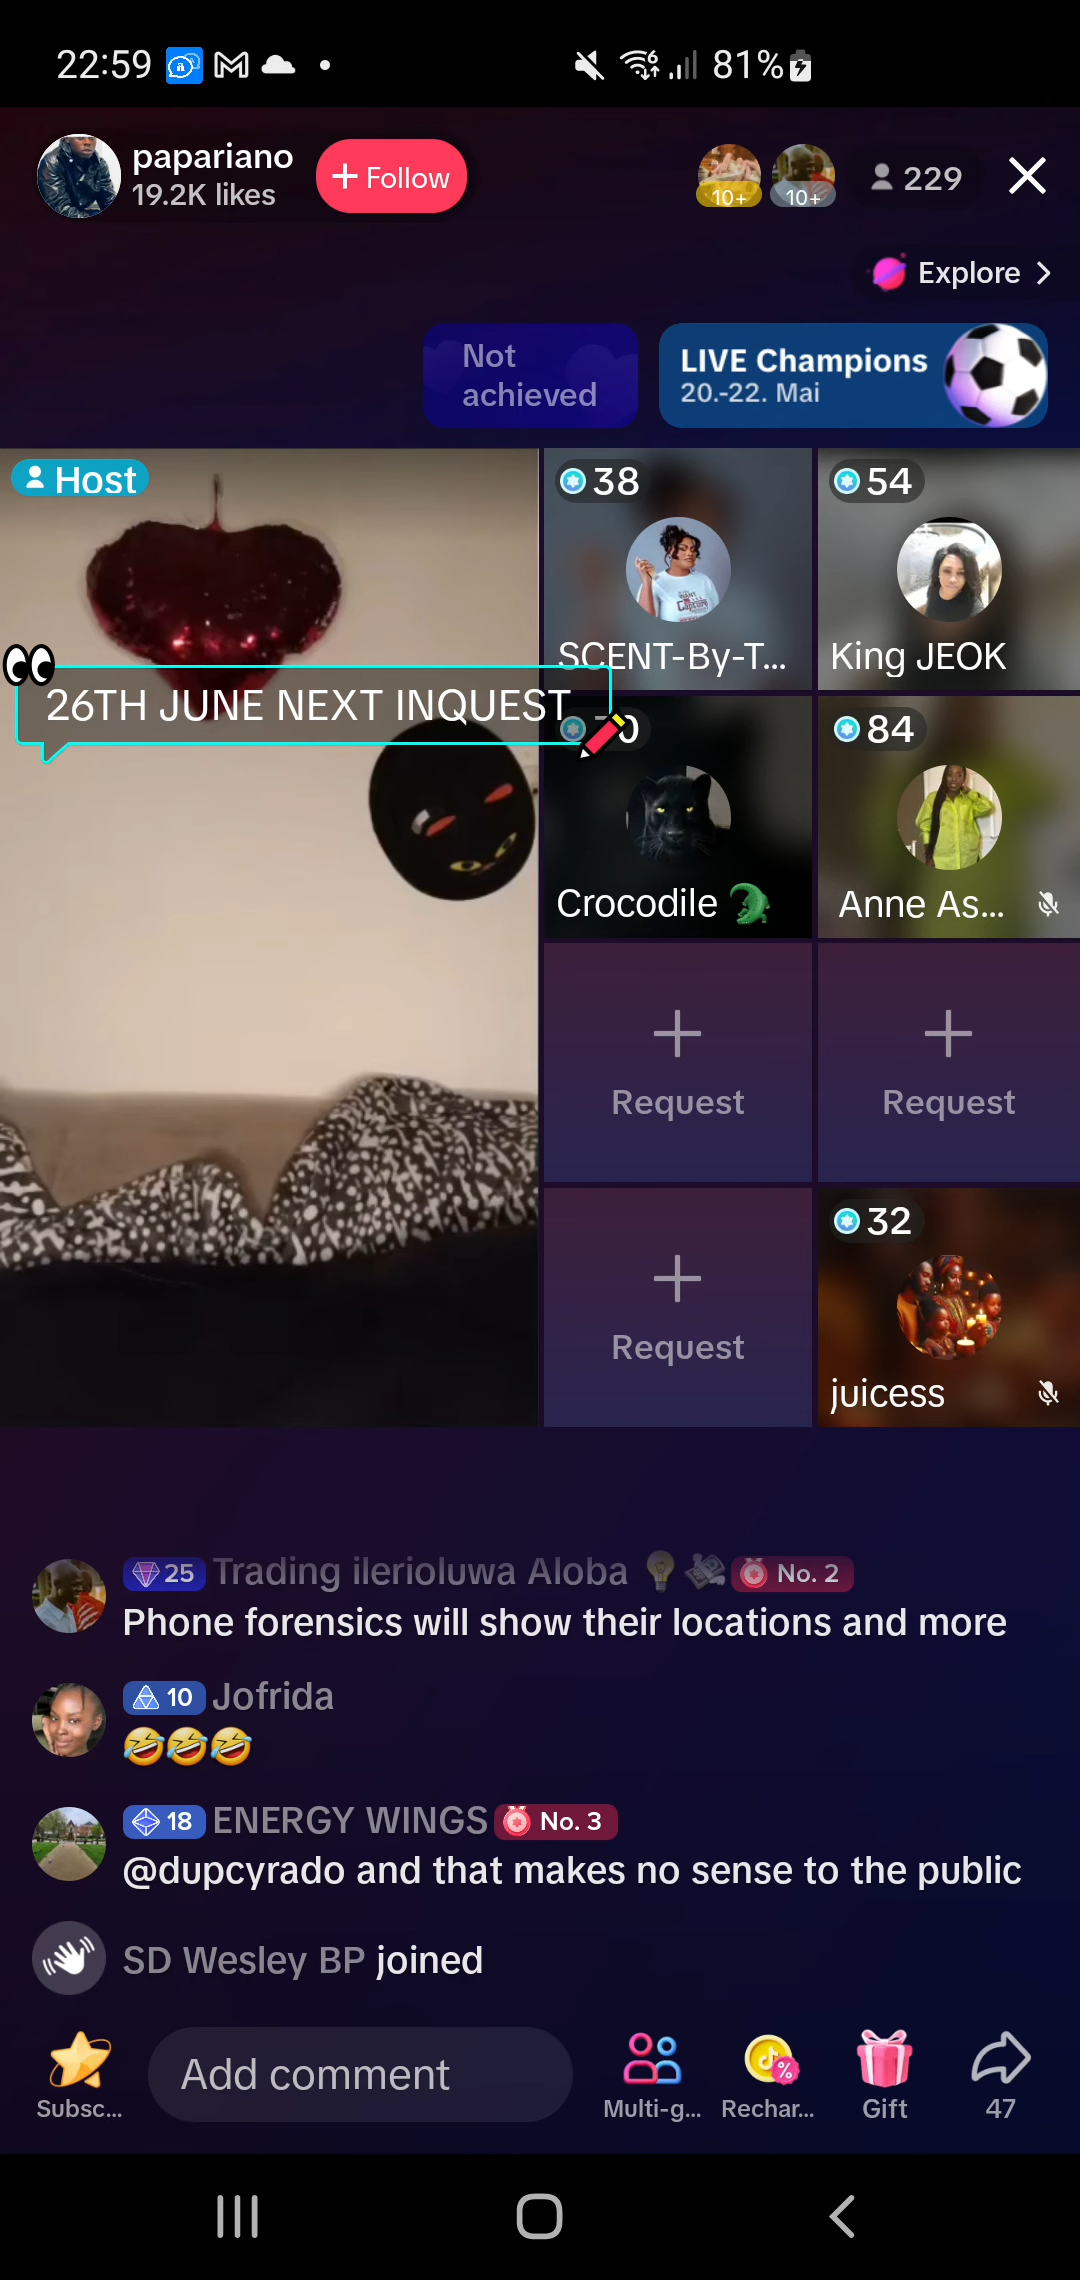 22:59
81%
papariano
19.2K likes
+ Follow
10+
10+
229
Explore
Not
achieved
LIVE Champions
20.-22. Mai
Host
38
54
SCENT-By-T...
King JEOK
26TH JUNE NEXT INQUEST
84
Crocodile
Anne As...
Request
Request
32
Request
juicess
25 Trading ilerioluwa Aloba No. 2
Phone forensics will show their locations and more
10 Jofrida
18 ENERGY WINGS No. 3
@dupcyrado and that makes no sense to the public
SD Wesley BP joined
Add comment
Subsc...
Multi-g...
Rechar...
Gift
47